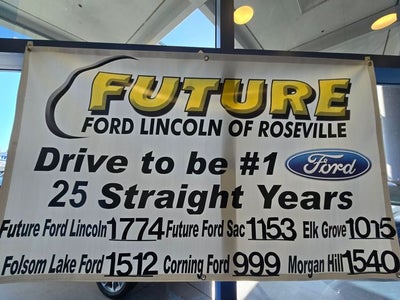 FUTURE
FORD LINCOLN OF ROSEVILLE
Drive to be #1 Ford
25 Straight Years
Future Ford Lincoln 1774 Future Ford Sac 1153 Elk Grove 1015
Folsom Lake Ford 1512 Corning Ford 999 Morgan Hill 1540